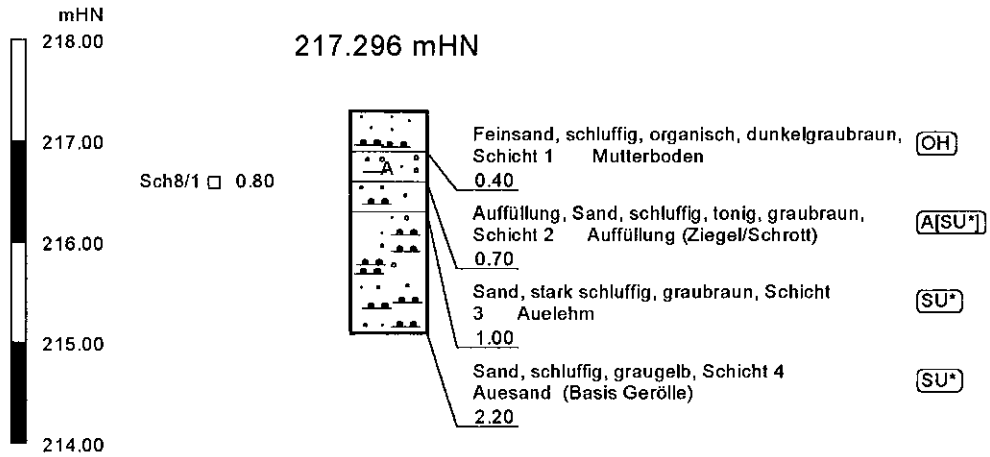 mHN
218.00
217.296 mHN
217.00
Feinsand, schluffig, organisch, dunkelgraubraun, OH
Schicht 1 Mutterboden
0.40
A
Sch8/1 0.80
Auffüllung, Sand, schluffig, tonig, graubraun, A[SU*]
Schicht 2 Auffüllung (Ziegel/Schrott)
0.70
216.00
Sand, stark schluffig, graubraun, Schicht SU*
3 Auelehm
1.00
215.00
Sand, schluffig, graugelb, Schicht 4 SU*
Auesand (Basis Gerölle)
2.20
214.00